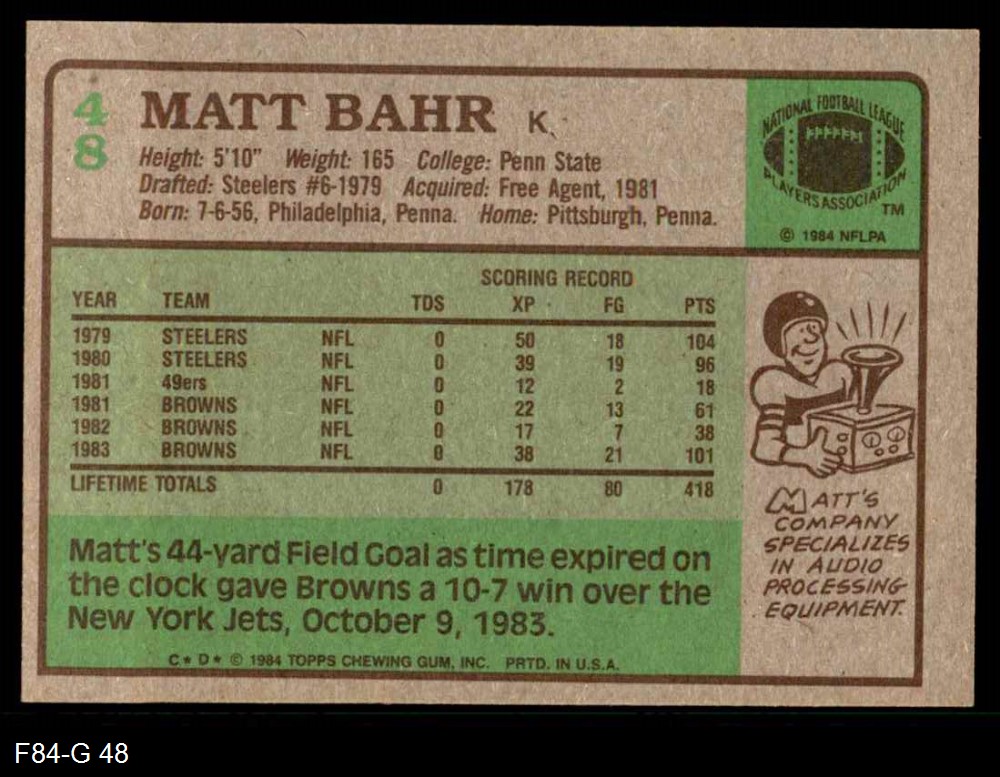 4
8
MATT BAHR K.
Height: 5'10" Weight: 165 College: Penn State
Drafted: Steelers #6-1979 Acquired: Free Agent, 1981
Born: 7-6-56, Philadelphia, Penna. Home: Pittsburgh, Penna.
NATIONAL FOOTBALL LEAGUE
PLAYERS ASSOCIATION
TM
© 1984 NFLPA
SCORING RECORD
YEAR TEAM TDS XP FG PTS
1979 STEELERS NFL 0 50 18 104
1980 STEELERS NFL 0 39 19 96
1981 49ers NFL 0 12 2 18
1981 BROWNS NFL 0 22 13 61
1982 BROWNS NFL 0 17 7 38
1983 BROWNS NFL 0 38 21 101
LIFETIME TOTALS 0 178 80 418
MATT'S
COMPANY
SPECIALIZES
IN AUDIO
PROCESSING
EQUIPMENT.
Matt's 44-yard Field Goal as time expired on
the clock gave Browns a 10-7 win over the
New York Jets, October 9, 1983.
C* D* © 1984 TOPPS CHEWING GUM, INC. PRTD. IN U.S.A.
F84-G 48